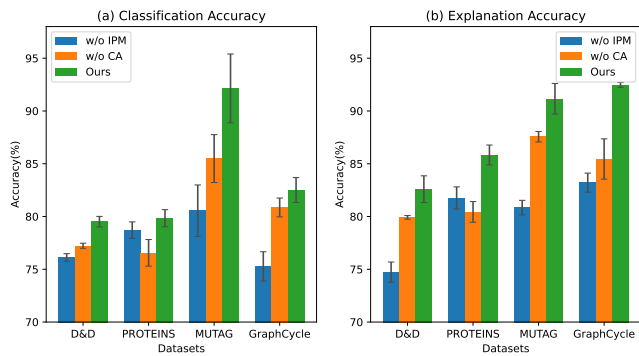 (a) Classification Accuracy
Accuracy(%)
95
90
85
80
75
70
w/o IPM
w/o CA
Ours
D&D PROTEINS MUTAG GraphCycle
Datasets
(b) Explanation Accuracy
Accuracy(%)
95
90
85
80
75
70
w/o IPM
w/o CA
Ours
D&D PROTEINS MUTAG GraphCycle
Datasets